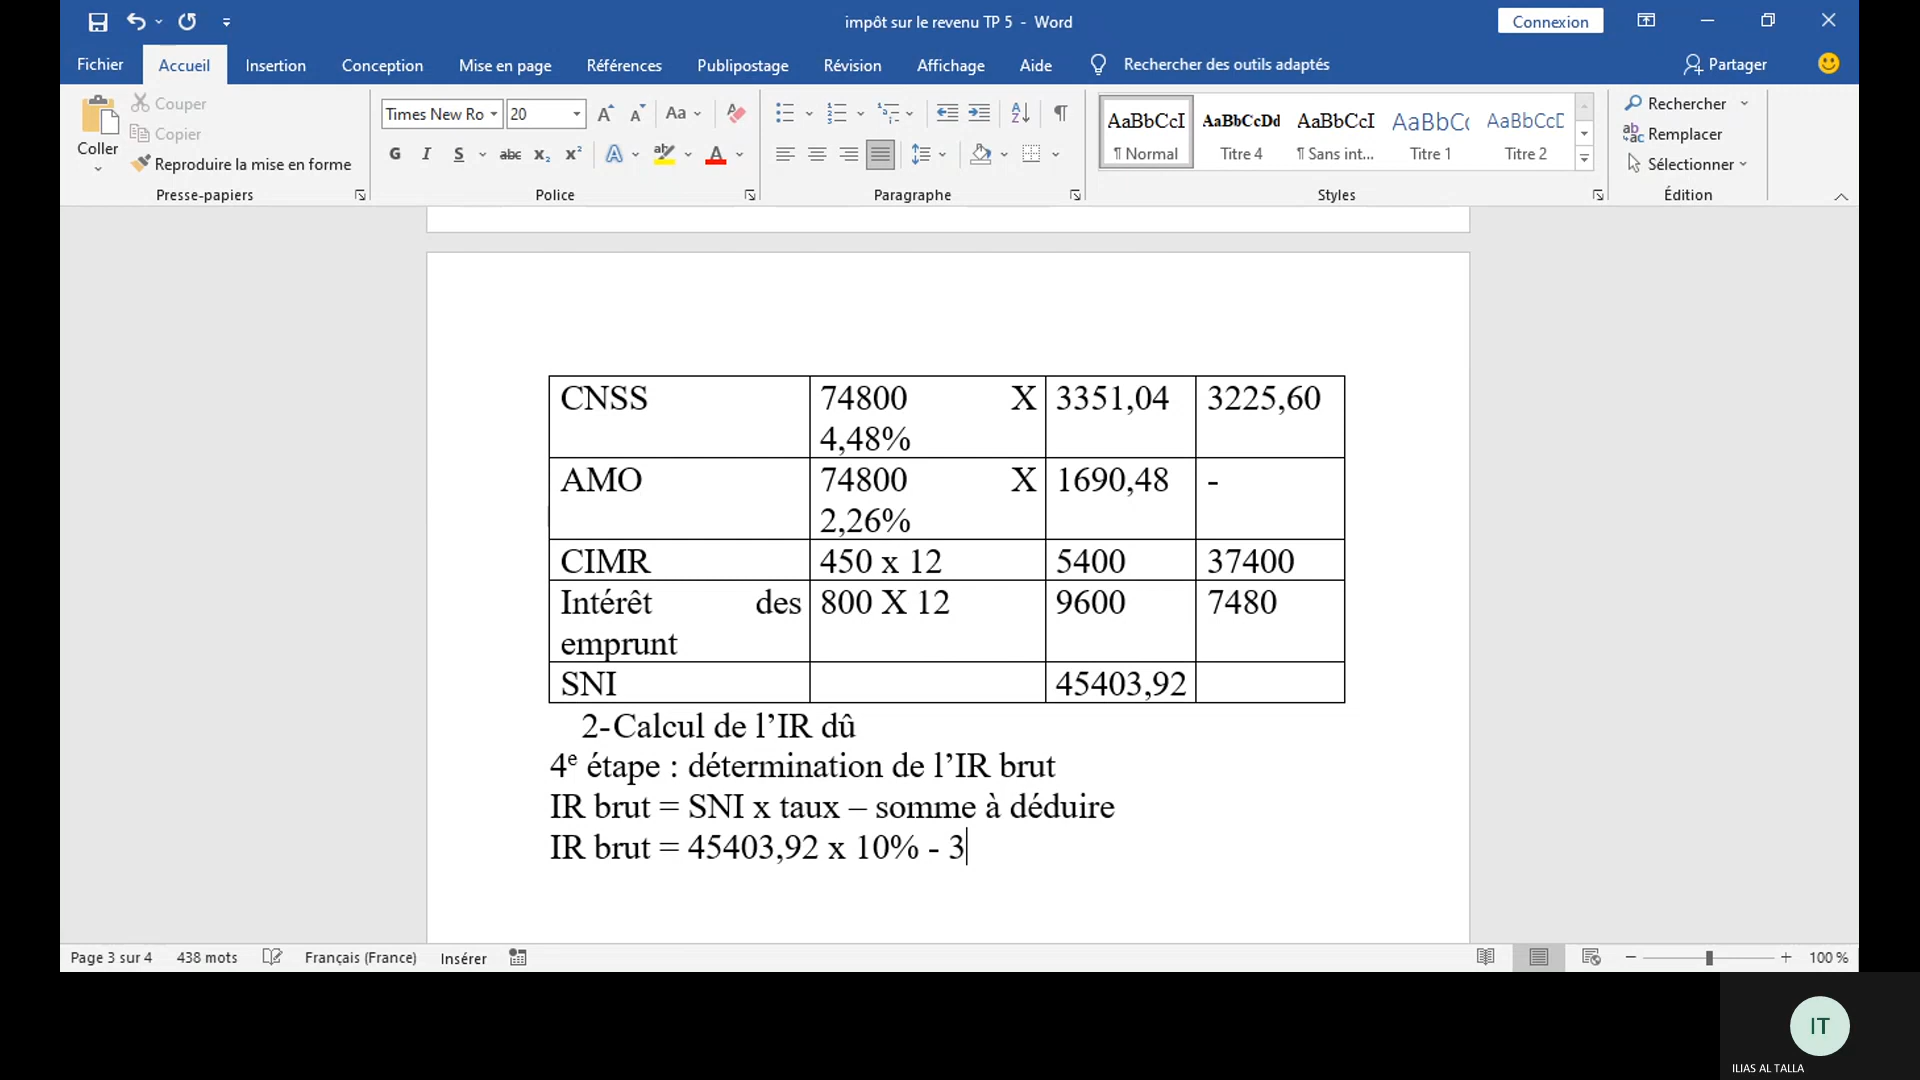 impôt sur le revenu TP 5 - Word
Connexion
Fichier Accueil Insertion Conception Mise en page Références Publipostage Révision Affichage Aide Rechercher des outils adaptés Partager
Coller
Couper
Copier
Reproduire la mise en forme
Presse-papiers
Times New Ro 20
G I S abc
Police
Paragraphe
AaBbCcI AaBbCcDd AaBbCcI AaBbCc AaBbCcD
¶ Normal Titre 4 ¶ Sans int... Titre 1 Titre 2
Styles
Rechercher
Remplacer
Sélectionner
Édition
CNSS 74800 X 3351,04 3225,60
4,48%
AMO 74800 X 1690,48 -
2,26%
CIMR 450 x 12 5400 37400
Intérêt des 800 X 12 9600 7480
emprunt
SNI 45403,92
2-Calcul de l’IR dû
4e étape : détermination de l’IR brut
IR brut = SNI x taux – somme à déduire
IR brut = 45403,92 x 10% - 3
Page 3 sur 4 438 mots Français (France) Insérer 100 %
IT
ILIAS AL TALLA